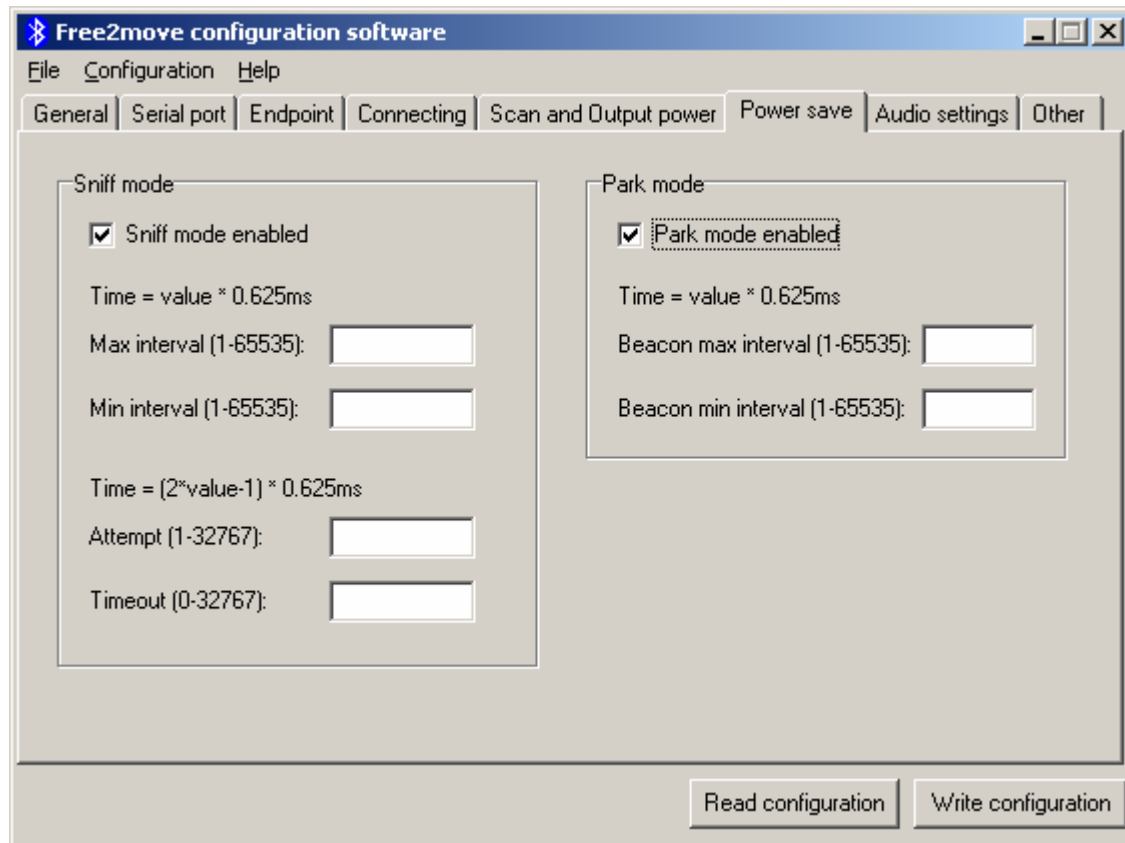 Free2move configuration software
File Configuration Help
General Serial port Endpoint Connecting Scan and Output power Power save Audio settings Other
Sniff mode
Sniff mode enabled
Time = value * 0.625ms
Max interval (1-65535):
Min interval (1-65535):
Time = (2*value-1) * 0.625ms
Attempt (1-32767):
Timeout (0-32767):
Park mode
Park mode enabled
Time = value * 0.625ms
Beacon max interval (1-65535):
Beacon min interval (1-65535):
Read configuration Write configuration